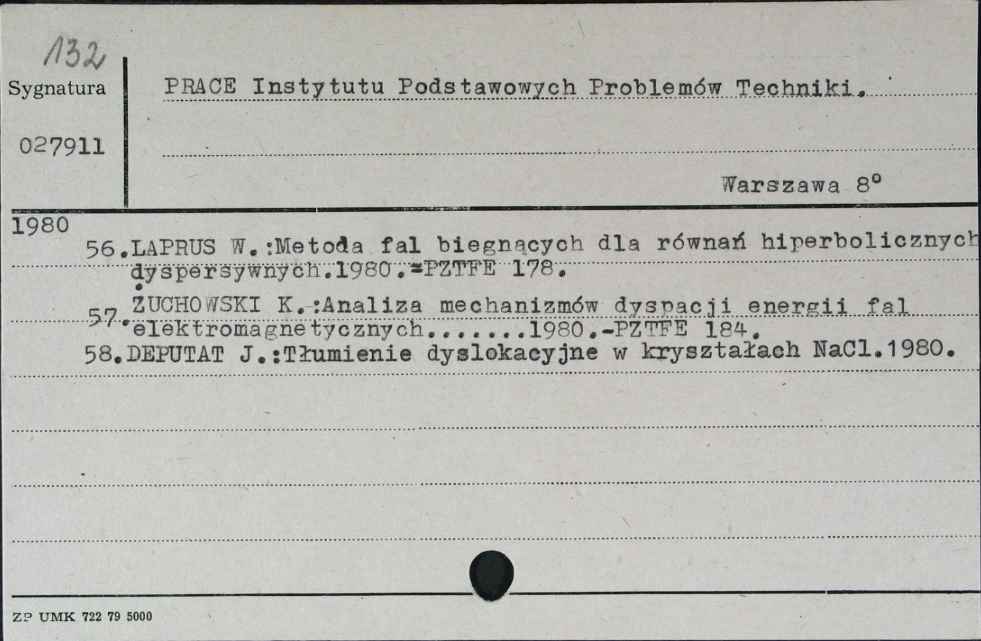 132
Sygnatura
PRACE Instytutu Podstawowych Problemów Techniki.
027911
Warszawa 8°
1980
56.LAPRUS W.:Metoda fal biegnących dla równań hiperbolicznych
dyspersywnych.1980.=PZTFE 178.
57.ŻUCHOWSKI K.:Analiza mechanizmów dyspacji energii fal
elektromagnetycznych.......1980.-PZTFE 184.
58.DEPUTAT J.:Tłumienie dyslokacyjne w kryształach NaCl.1980.
ZP UMK 722 79 5000